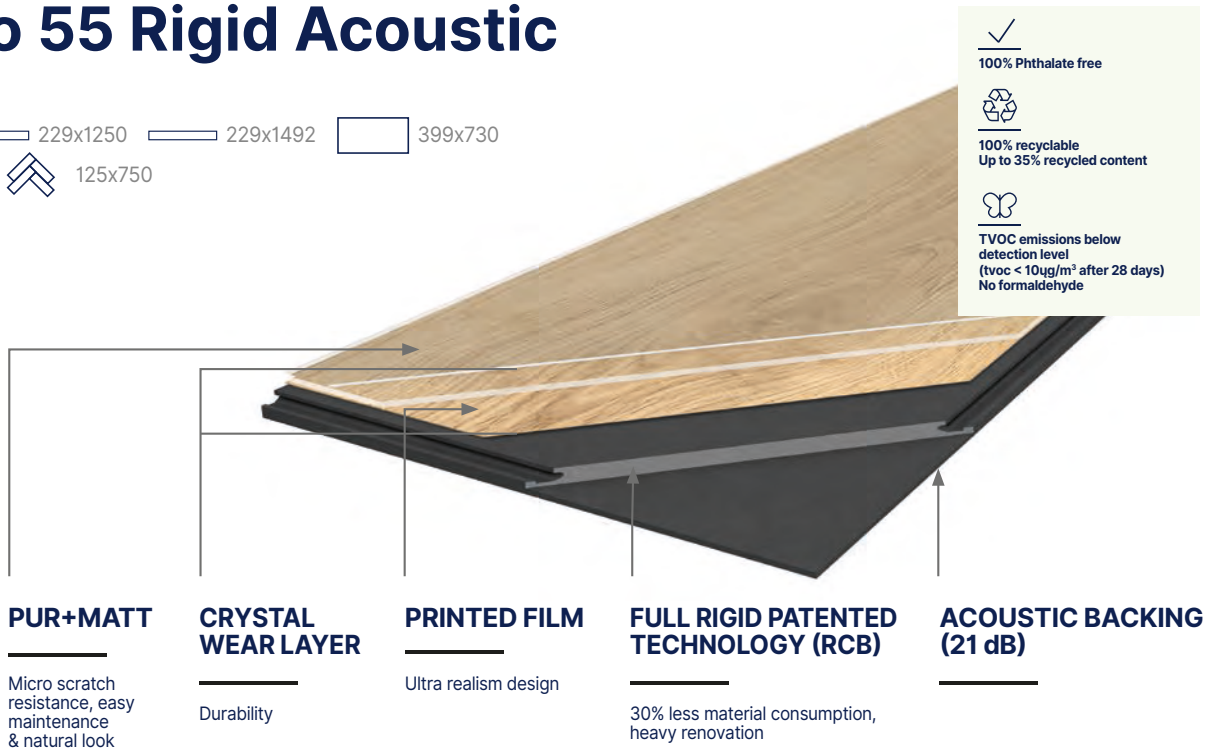 o 55 Rigid Acoustic
229x1250
229x1492
399x730
125x750
100% Phthalate free
100% recyclable
Up to 35% recycled content
TVOC emissions below
detection level
(tvoc < 10ųg/m³ after 28 days)
No formaldehyde
PUR+MATT
Micro scratch
resistance, easy
maintenance
& natural look
CRYSTAL
WEAR LAYER
Durability
PRINTED FILM
Ultra realism design
FULL RIGID PATENTED
TECHNOLOGY (RCB)
30% less material consumption,
heavy renovation
ACOUSTIC BACKING
(21 dB)